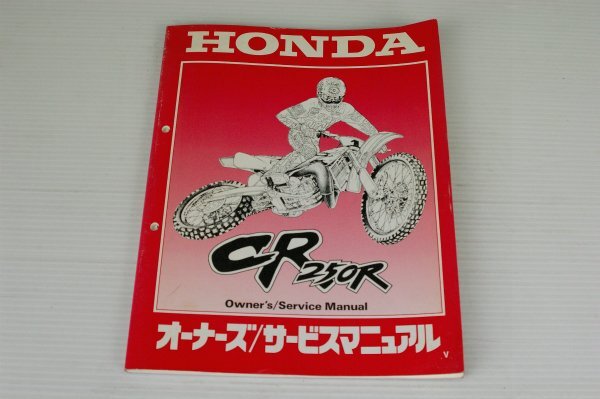 HONDA
1
CR250R
Owner's/Service Manual
オーナーズ/サービスマニュアル
V